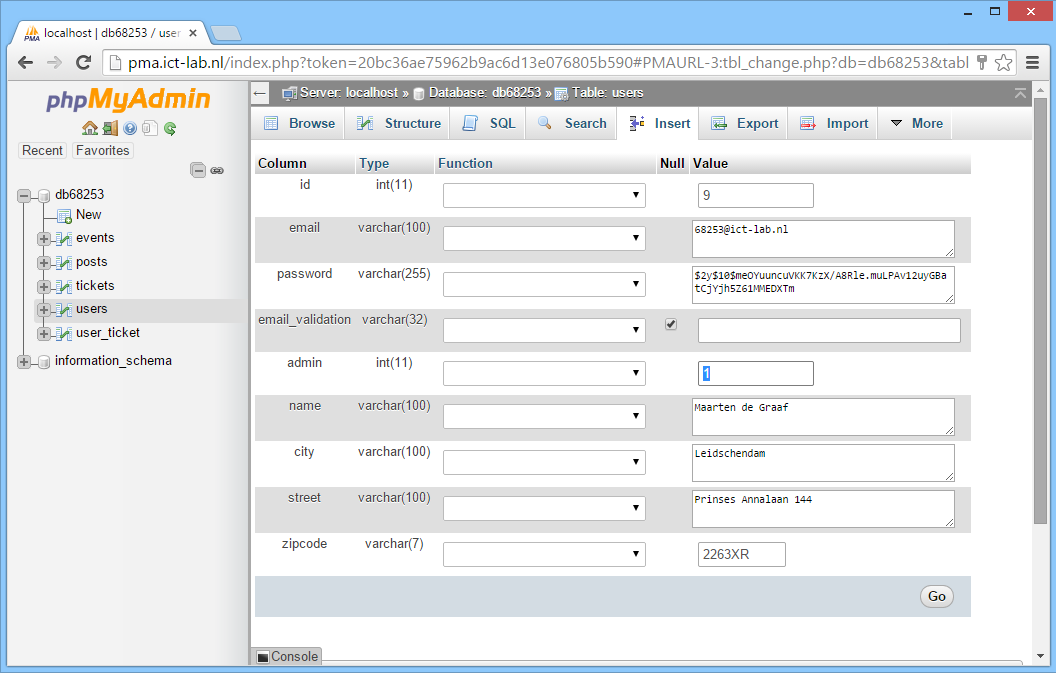 localhost | db68253 / user
pma.ict-lab.nl/index.php?token=20bc36ae75962b9ac6d13e076805b590#PMAURL-3:tbl_change.php?db=db68253&tabl
phpMyAdmin
Recent Favorites
db68253
New
events
posts
tickets
users
user_ticket
information_schema
Server: localhost » Database: db68253 » Table: users
Browse Structure SQL Search Insert Export Import More
Column Type Function Null Value
id int(11) 9
email varchar(100) 68253@ict-lab.nl
password varchar(255) $2y$10$meOYuuncuVKK7KzX/A8Rle.muLPAv12uyGBa
tCjYjh5Z61MMEDXTm
email_validation varchar(32)
admin int(11) 1
name varchar(100) Maarten de Graaf
city varchar(100) Leidschendam
street varchar(100) Prinses Annalaan 144
zipcode varchar(7) 2263XR
Go
Console